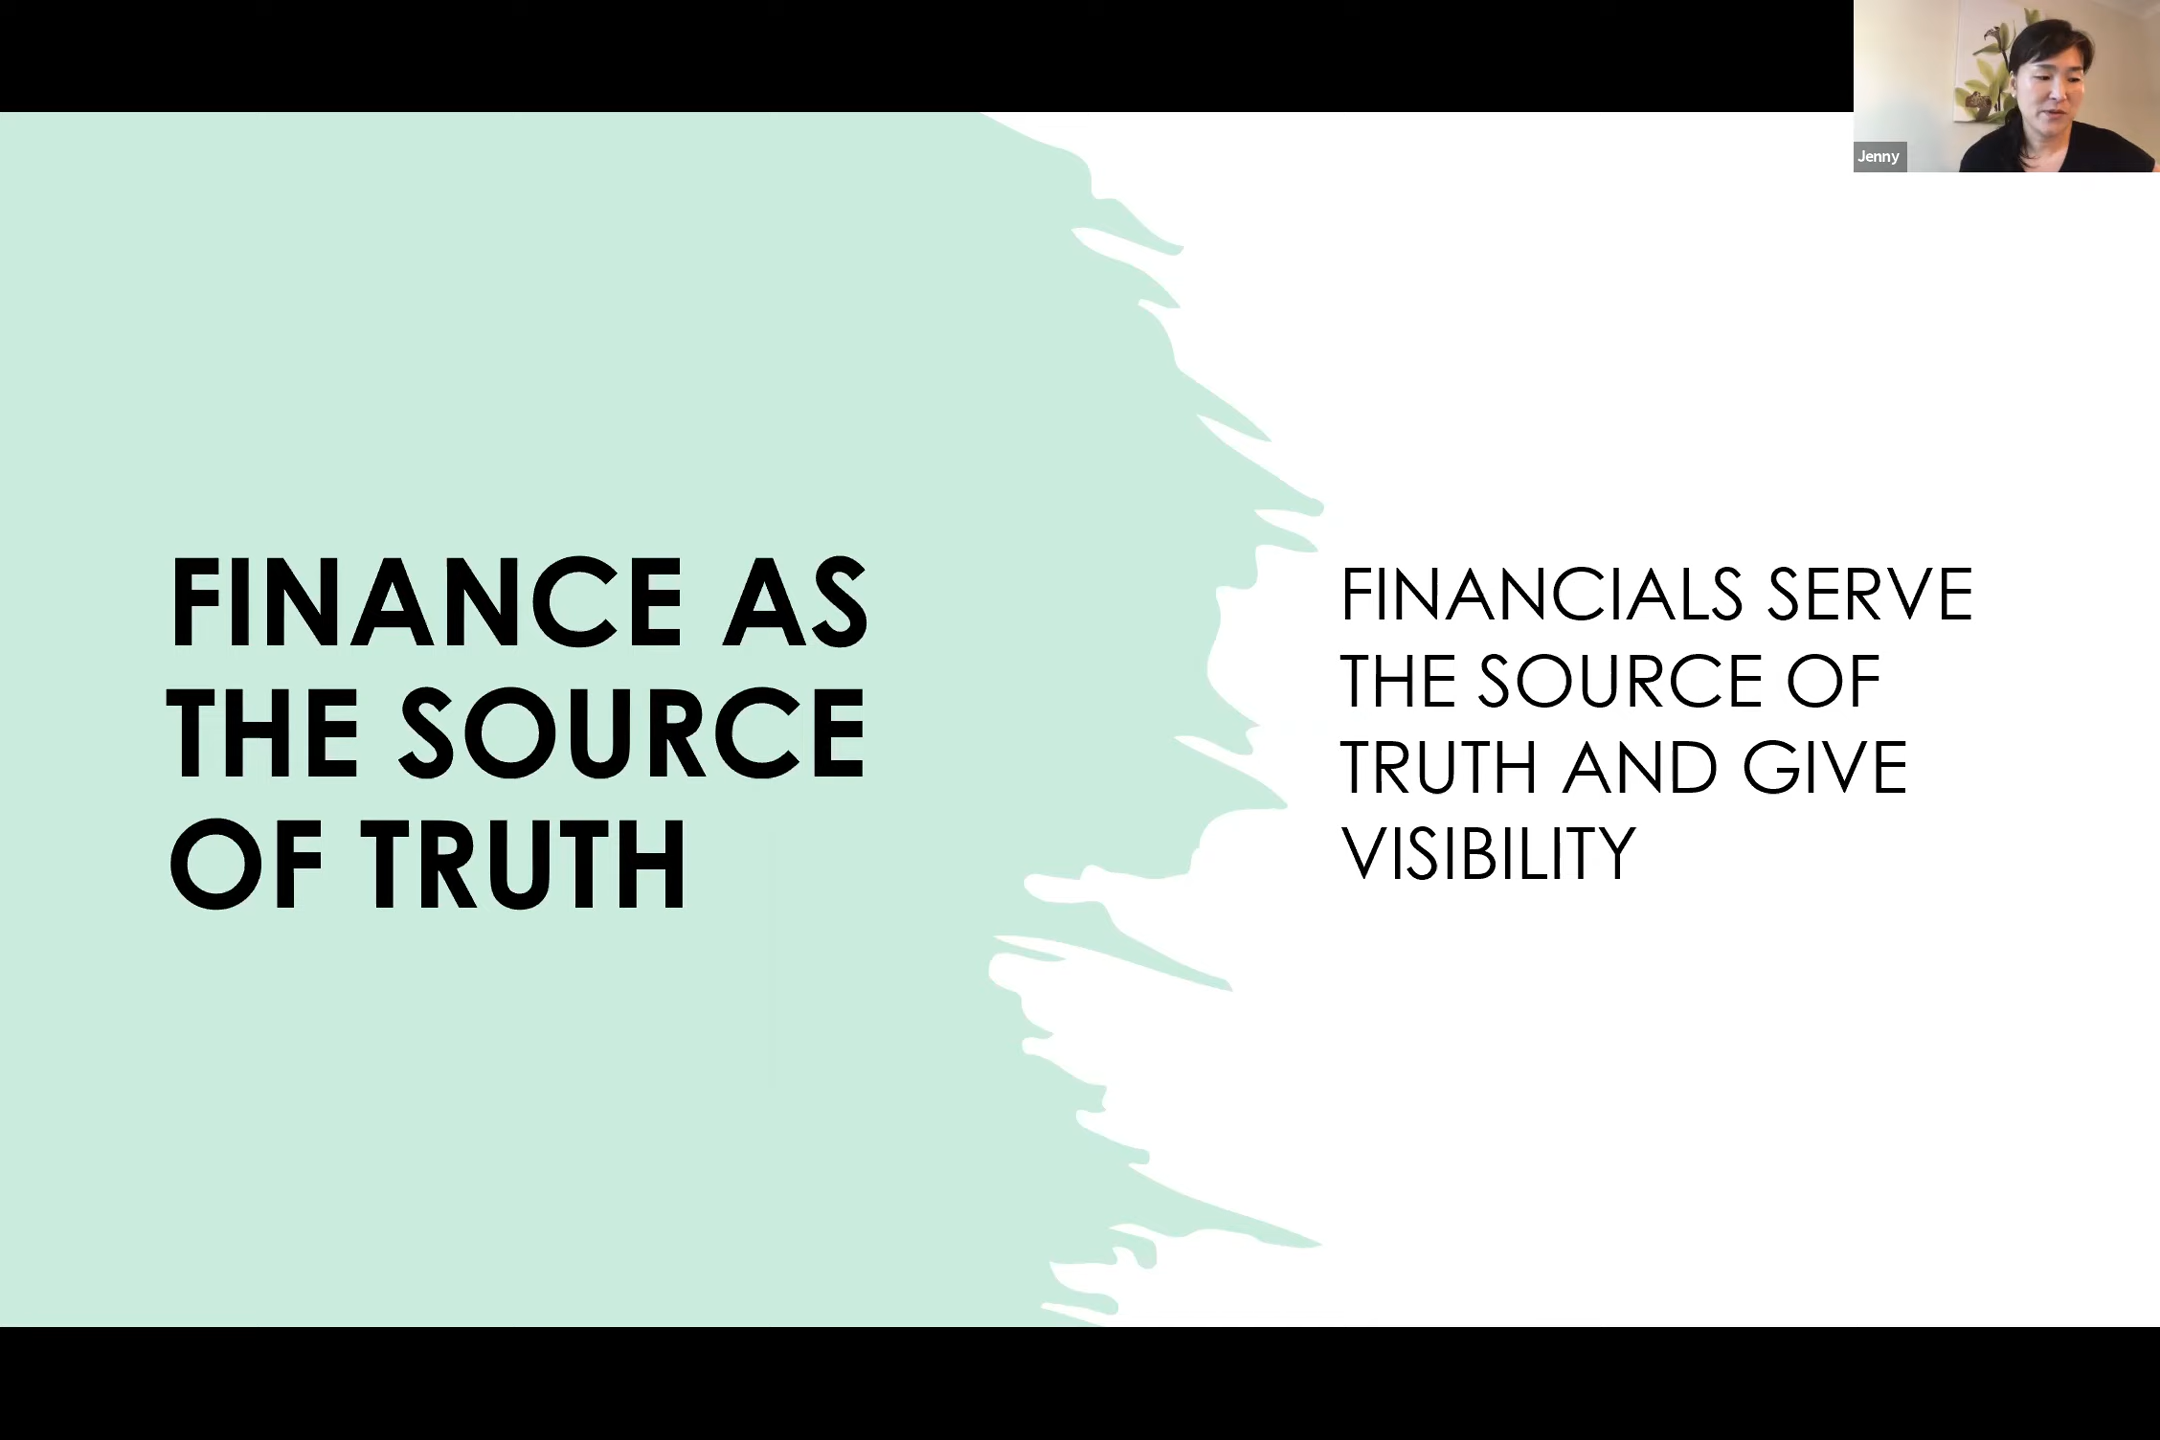 FINANCE AS
THE SOURCE
OF TRUTH
FINANCIALS SERVE
THE SOURCE OF
TRUTH AND GIVE
VISIBILITY
Jenny